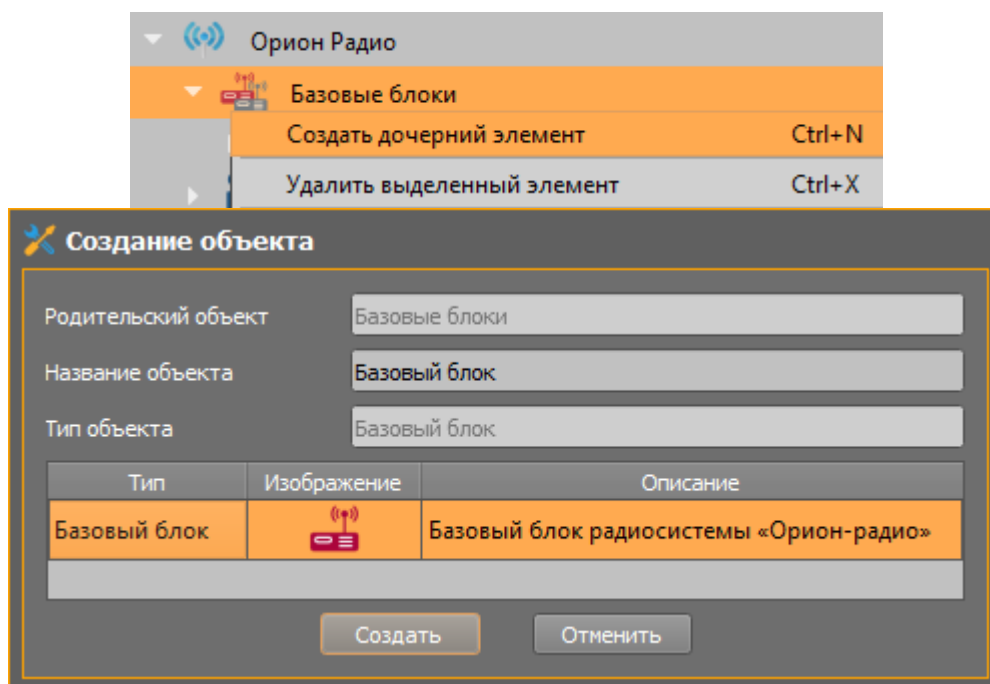 Орион Радио
Базовые блоки
Создать дочерний элемент Ctrl+N
Удалить выделенный элемент Ctrl+X
Создание объекта
Родительский объект Базовые блоки
Название объекта Базовый блок
Тип объекта Базовый блок
Тип Изображение Описание
Базовый блок Базовый блок радиосистемы «Орион-радио»
Создать Отменить